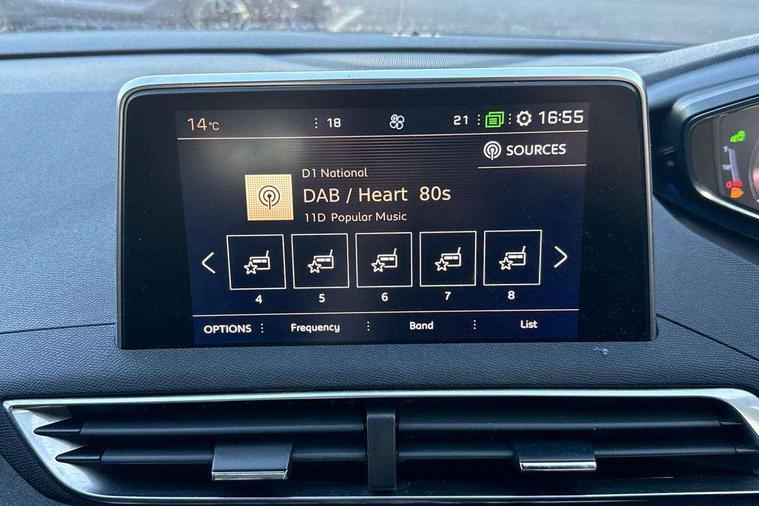 14°C : 18 21 : : 16:55
SOURCES
D1 National
DAB / Heart 80s
11D Popular Music
4 5 6 7 8
OPTIONS : Frequency : Band : List